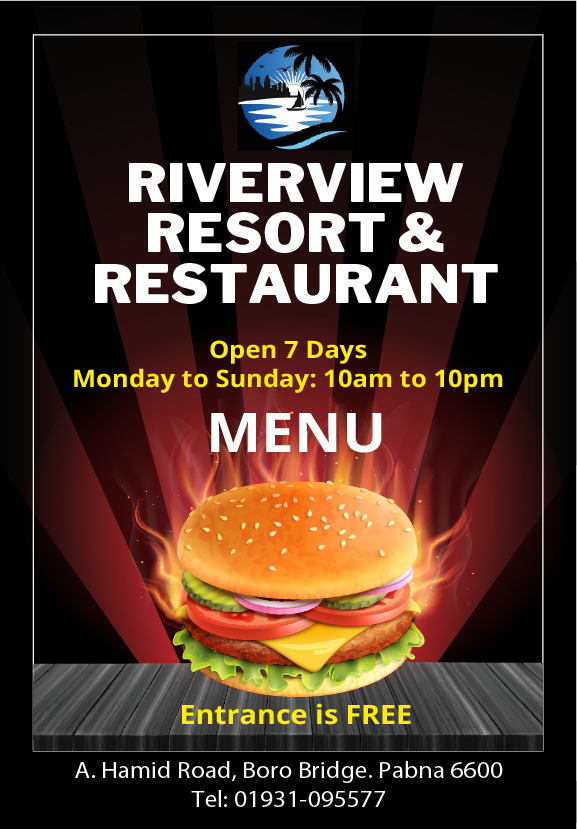 RIVERVIEW
RESORT &
RESTAURANT
Open 7 Days
Monday to Sunday: 10am to 10pm
MENU
Entrance is FREE
A. Hamid Road, Boro Bridge. Pabna 6600
Tel: 01931-095577